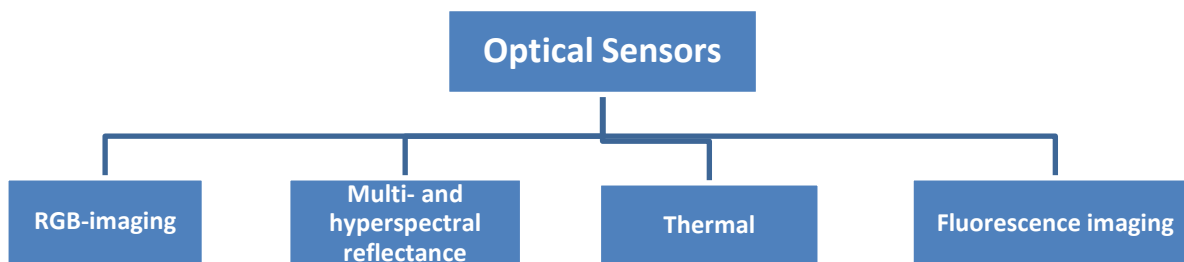 Optical Sensors
RGB-imaging
Multi- and
hyperspectral
reflectance
Thermal
Fluorescence imaging